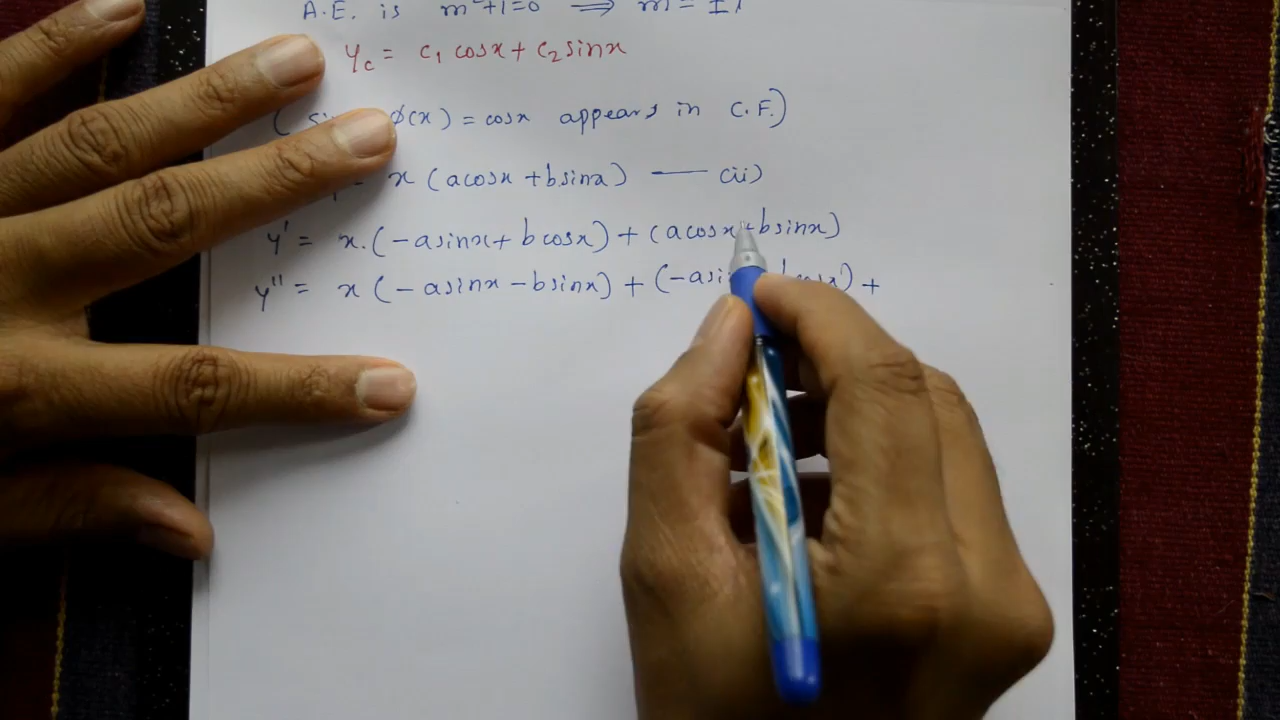 A.E. is m²+1=0 ⟹ m = ±i
y_c = c₁ cosx + c₂ sinx
( φ(x) = cosx appears in C.F.)
x (acosx + bsinx) — (ii)
y' = x.(-asinx + bcosx) + (acosx + bsinx)
y'' = x (-asinx - bsinx) + (-asi cosx) +